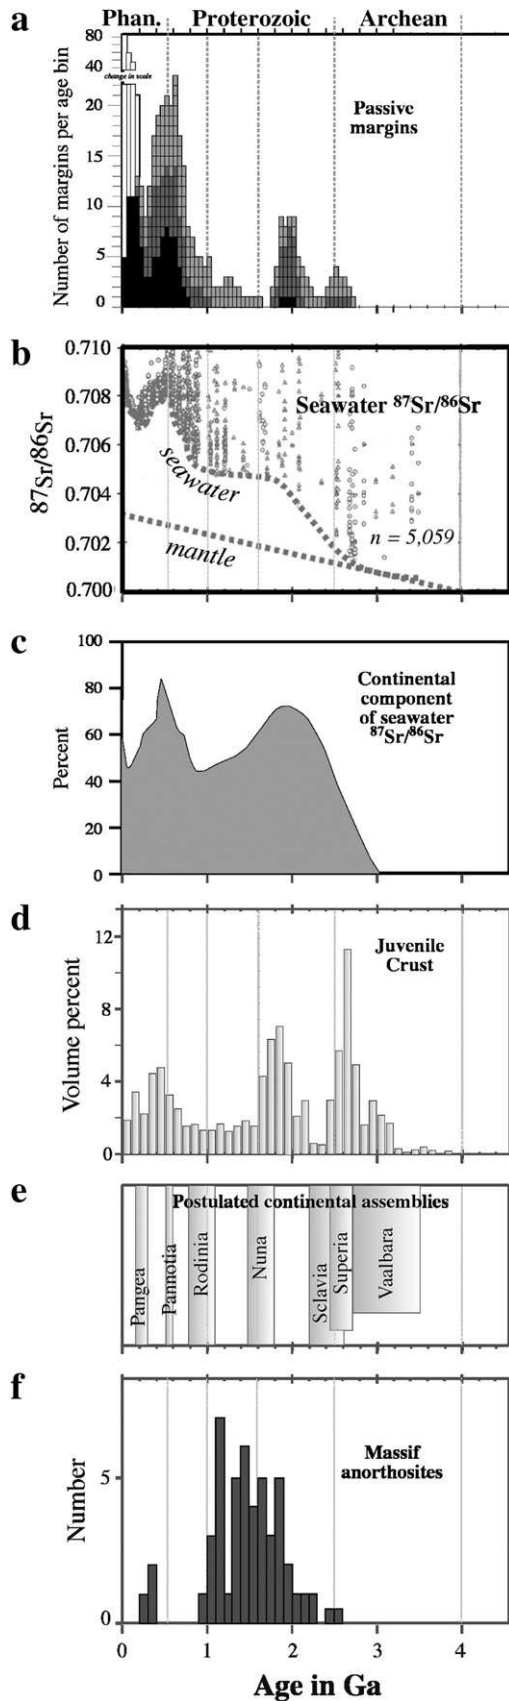 a
Phan. Proterozoic Archean
80
40
change in scale
20
15
10
5
0
Number of margins per age bin
Passive
margins
b
0.710
0.708
0.706
0.704
0.702
0.700
87Sr/86Sr
Seawater 87Sr/86Sr
seawater
mantle
n = 5,059
c
100
80
60
40
20
0
Percent
Continental
component
of seawater
87Sr/86Sr
d
12
8
4
0
Volume percent
Juvenile
Crust
e
Postulated continental assemblies
Pangea
Pannotia
Rodinia
Nuna
Sclavia
Superia
Vaalbara
f
5
0
Number
Massif
anorthosites
0 1 2 3 4
Age in Ga